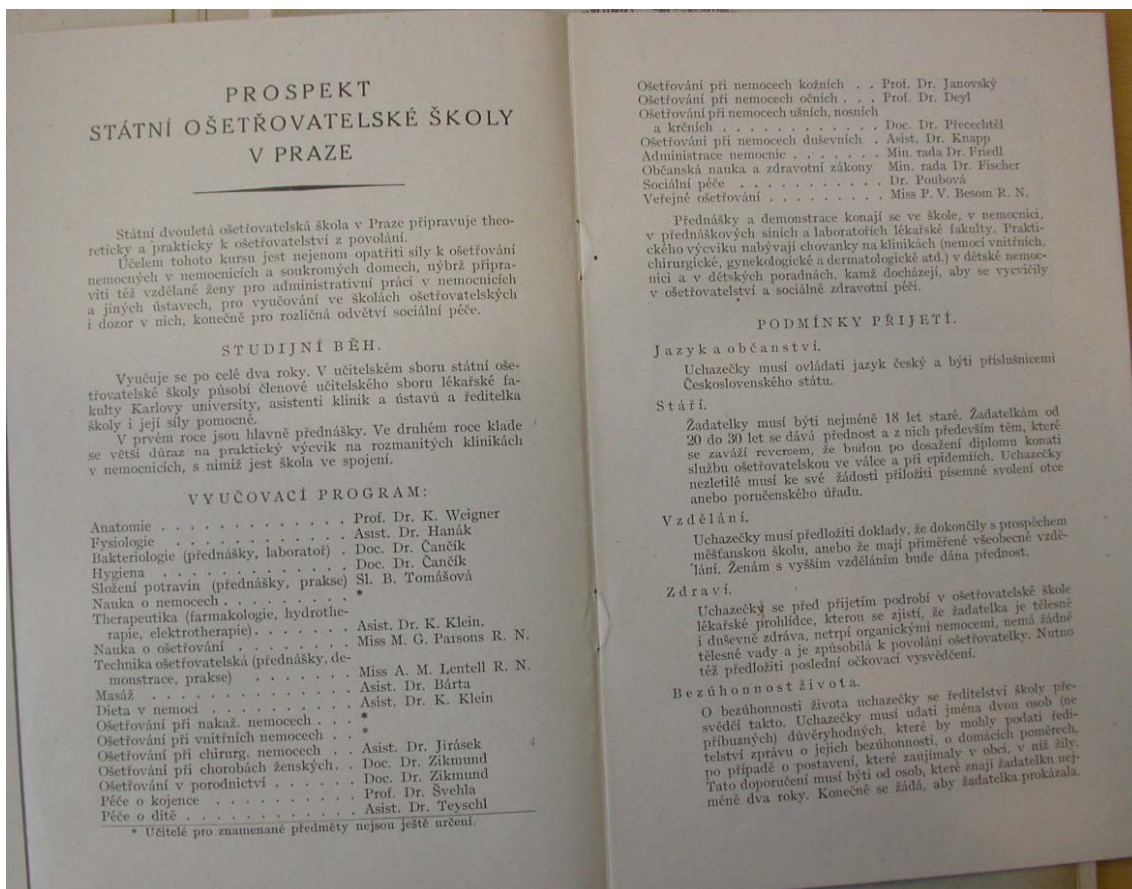 PROSPEKT
STÁTNÍ OŠETŘOVATELSKÉ ŠKOLY
V PRAZE
Státní dvouletá ošetřovatelská škola v Praze připravuje theo-
reticky a prakticky k ošetřovatelství z povolání.
Účelem tohoto kursu jest nejenom opatřiti síly k ošetřování
nemocných v nemocnicích a soukromých domech, nýbrž připra-
viti též vzdělané ženy pro administrativní práci v nemocnicích
a jiných ústavech, pro vyučování ve školách ošetřovatelských
i dozor v nich, konečně pro rozličná odvětví sociální péče.
STUDIJNÍ BĚH.
Vyučuje se po celé dva roky. V učitelském sboru státní oše-
třovatelské školy působí členové učitelského sboru lékařské fa-
kulty Karlovy university, asistenti klinik a ústavů a ředitelka
školy i její síly pomocné.
V prvém roce jsou hlavně přednášky. Ve druhém roce klade
se větší důraz na praktický výcvik na rozmanitých klinikách
v nemocnicích, s nimiž jest škola ve spojení.
VYUČOVACÍ PROGRAM:
Anatomie . . . . . . . . . . . . . Prof. Dr. K. Weigner
Fysiologie . . . . . . . . . . . . Asist. Dr. Hanák
Bakteriologie (přednášky, laboratoř) . Doc. Dr. Čančík
Hygiena . . . . . . . . . . . . . Doc. Dr. Čančík
Složení potravin (přednášky, prakse) Sl. B. Tomášová
Nauka o nemocech . . . . . . . . . *
Therapeutika (farmakologie, hydrothe-
rapie, elektrotherapie) . . . . . . . Asist. Dr. K. Klein.
Nauka o ošetřování . . . . . . . . Miss M. G. Parsons R. N.
Technika ošetřovatelská (přednášky, de-
monstrace, prakse) . . . . . . . . Miss A. M. Lentell R. N.
Masáž . . . . . . . . . . . . . . Asist. Dr. Bárta
Dieta v nemoci . . . . . . . . . . Asist. Dr. K. Klein
Ošetřování při nakaž. nemocech . . . *
Ošetřování při vnitřních nemocech . . *
Ošetřování při chirurg. nemocech . . Asist. Dr. Jirásek
Ošetřování při chorobách ženských. . Doc. Dr. Zikmund
Ošetřování v porodnictví . . . . . . Doc. Dr. Zikmund
Péče o kojence . . . . . . . . . . Prof. Dr. Švehla
Péče o dítě . . . . . . . . . . . . Asist. Dr. Teyschl
* Učitelé pro znamenané předměty nejsou ještě určeni.
Ošetřování při nemocech kožních . . Prof. Dr. Janovský
Ošetřování při nemocech očních . . . Prof. Dr. Deyl
Ošetřování při nemocech ušních, nosních
a krčních . . . . . . . . . . . . Doc. Dr. Přecechtěl
Ošetřování při nemocech duševních . Asist. Dr. Knapp
Administrace nemocnic . . . . . . . Min. rada Dr. Friedl
Občanská nauka a zdravotní zákony Min. rada Dr. Fischer
Sociální péče . . . . . . . . . . . Dr. Poubová
Veřejné ošetřování . . . . . . . . . Miss P. V. Besom R. N.
Přednášky a demonstrace konají se ve škole, v nemocnici,
v přednáškových síních a laboratořích lékařské fakulty. Prakti-
ckého výcviku nabývají chovanky na klinikách (nemocí vnitřních,
chirurgické, gynekologické a dermatologické atd.) v dětské nemoc-
nici a v dětských poradnách, kamž docházejí, aby se vycvičily
v ošetřovatelství a sociálně zdravotní péči.
PODMÍNKY PŘIJETÍ.
Jazyk a občanství.
Uchazečky musí ovládati jazyk český a býti příslušnicemi
Československého státu.
Stáří.
Žadatelky musí býti nejméně 18 let staré. Žadatelkám od
20 do 30 let se dává přednost a z nich především těm, které
se zaváží reversem, že budou po dosažení diplomu konati
službu ošetřovatelskou ve válce a při epidemiích. Uchazečky
nezletilé musí ke své žádosti přiložiti písemné svolení otce
anebo poručenského úřadu.
Vzdělání.
Uchazečky musí předložiti doklady, že dokončily s prospěchem
měšťanskou školu, anebo že mají přiměřené všeobecné vzdě-
lání. Ženám s vyšším vzděláním bude dána přednost.
Zdraví.
Uchazečky se před přijetím podrobí v ošetřovatelské škole
lékařské prohlídce, kterou se zjistí, že žadatelka je tělesně
i duševně zdráva, netrpí organickými nemocemi, nemá žádné
tělesné vady a je způsobilá k povolání ošetřovatelky. Nutno
též předložiti poslední očkovací vysvědčení.
Bezúhonnost života.
O bezúhonnosti života uchazečky se ředitelství školy pře-
svědčí takto. Uchazečky musí udati jména dvou osob (ne
příbuzných) důvěryhodných, které by mohly podati ředi-
telství zprávu o jejich bezúhonnosti, o domácích poměrech,
po případě o postavení, které zaujímaly v obci, v níž žily.
Tato doporučení musí býti od osob, které znají žadatelku nej-
méně dva roky. Konečně se žádá, aby žadatelka prokázala,